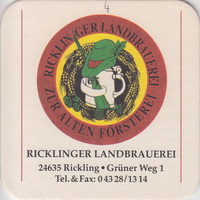 4
RICKLINGER LANDBRAUEREI
ZUR ALTEN FÖRSTEREI
RICKLINGER LANDBRAUEREI
24635 Rickling • Grüner Weg 1
Tel. & Fax: 0 43 28/13 14